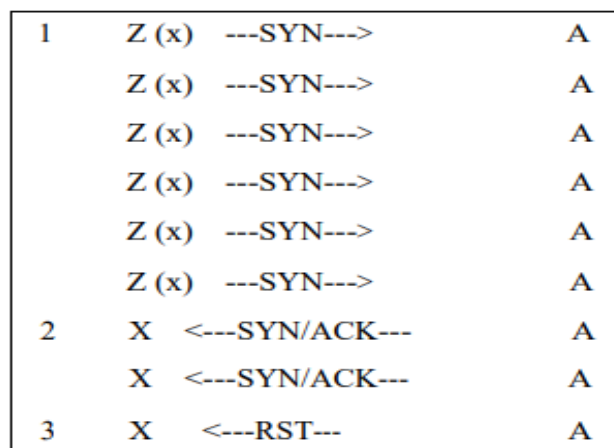 1 Z (x) ---SYN---> A
Z (x) ---SYN---> A
Z (x) ---SYN---> A
Z (x) ---SYN---> A
Z (x) ---SYN---> A
Z (x) ---SYN---> A
2 X <---SYN/ACK--- A
X <---SYN/ACK--- A
3 X <---RST--- A